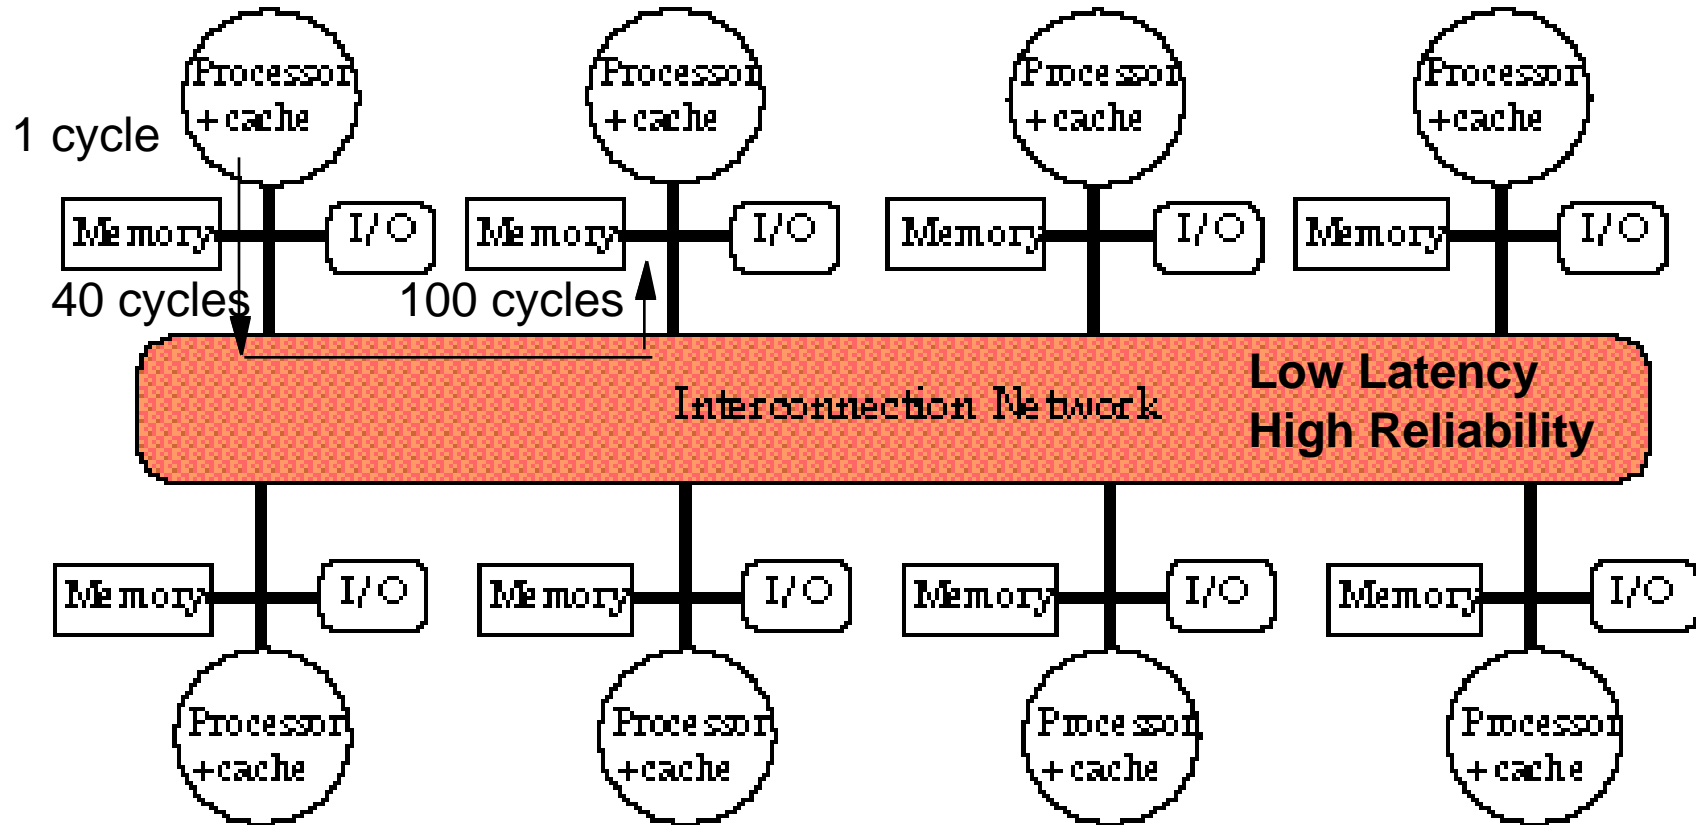 Processor
+cache
Processor
+cache
Processor
+cache
Processor
+cache
1 cycle
Memory
I/O
Memory
I/O
Memory
I/O
Memory
I/O
40 cycles
100 cycles
Interconnection Network
Low Latency
High Reliability
Memory
I/O
Memory
I/O
Memory
I/O
Memory
I/O
Processor
+cache
Processor
+cache
Processor
+cache
Processor
+cache